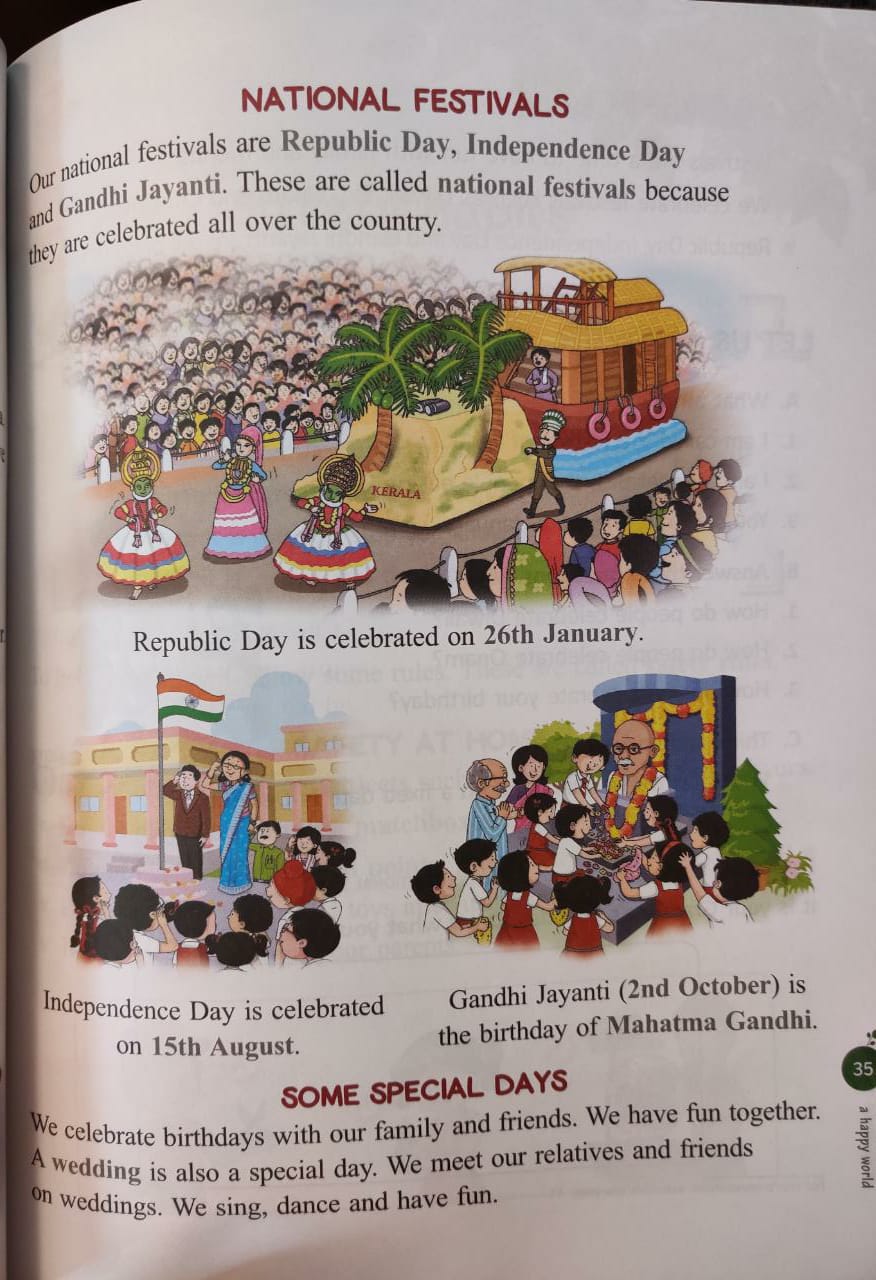 NATIONAL FESTIVALS
Our national festivals are Republic Day, Independence Day
and Gandhi Jayanti. These are called national festivals because
they are celebrated all over the country.
KERALA
Republic Day is celebrated on 26th January.
Independence Day is celebrated
on 15th August.
Gandhi Jayanti (2nd October) is
the birthday of Mahatma Gandhi.
SOME SPECIAL DAYS
We celebrate birthdays with our family and friends. We have fun together.
A wedding is also a special day. We meet our relatives and friends
on weddings. We sing, dance and have fun.
35
a happy world